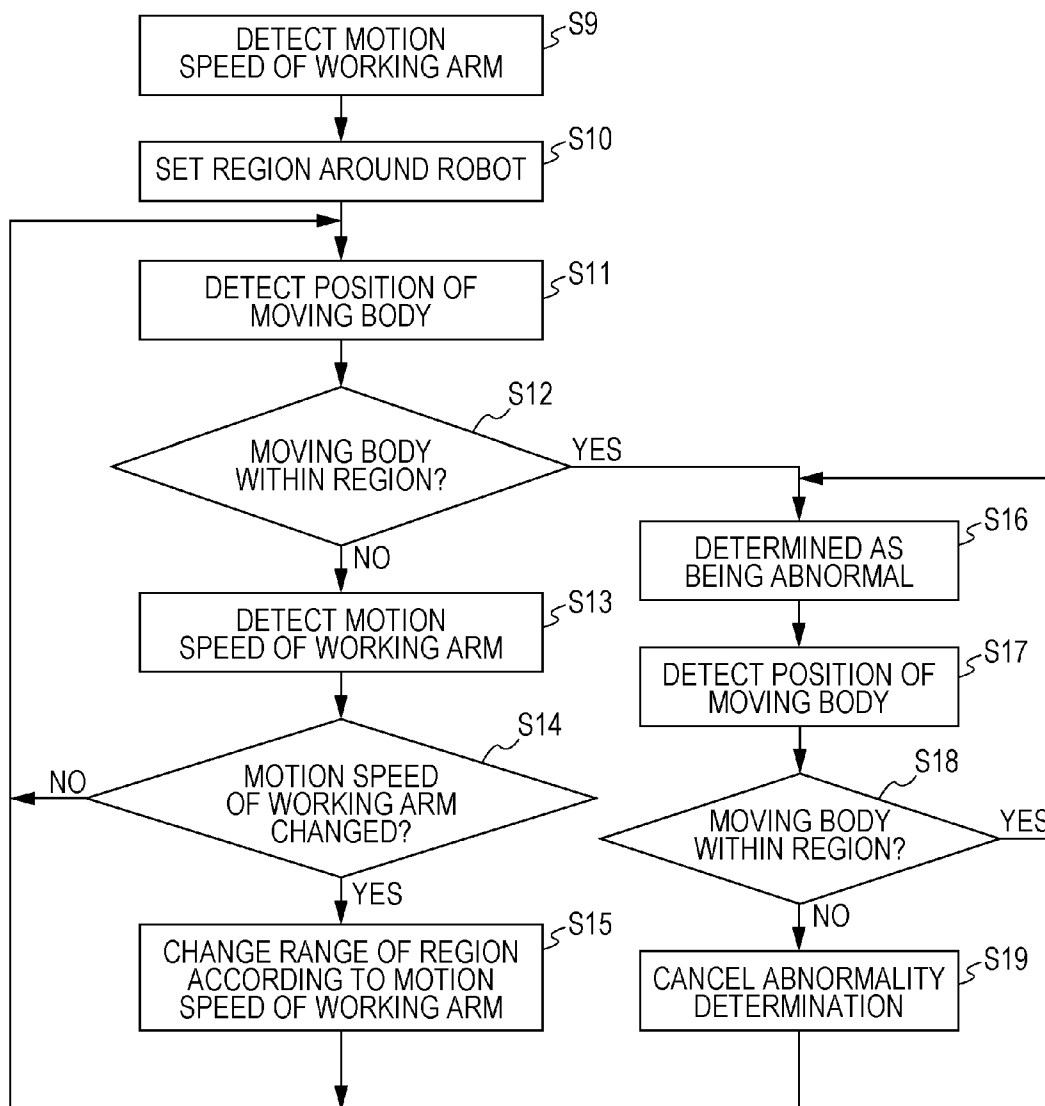 DETECT MOTION
SPEED OF WORKING ARM
S9
SET REGION AROUND ROBOT
S10
DETECT POSITION OF
MOVING BODY
S11
MOVING BODY
WITHIN REGION?
S12
YES
NO
DETECT MOTION
SPEED OF WORKING ARM
S13
MOTION SPEED
OF WORKING ARM
CHANGED?
S14
NO
YES
CHANGE RANGE OF REGION
ACCORDING TO MOTION
SPEED OF WORKING ARM
S15
DETERMINED AS
BEING ABNORMAL
S16
DETECT POSITION OF
MOVING BODY
S17
MOVING BODY
WITHIN REGION?
S18
YES
NO
CANCEL ABNORMALITY
DETERMINATION
S19